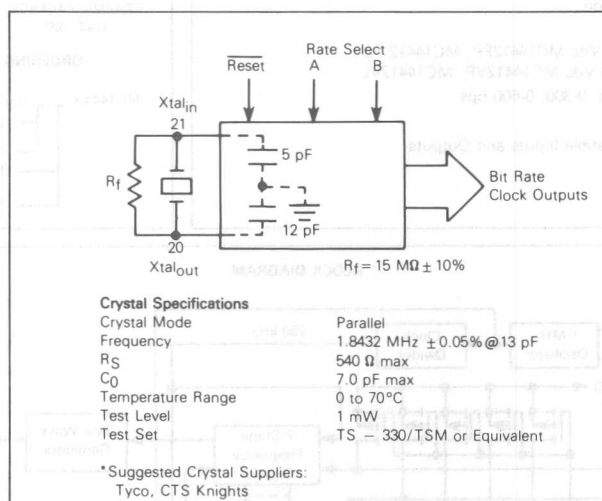 Rate Select
Reset A B
Xtalin
21
5 pF
Rf
Bit Rate
Clock Outputs
12 pF
20
Xtalout
Rf = 15 MΩ ± 10%
Crystal Specifications
Crystal Mode Parallel
Frequency 1.8432 MHz ± 0.05% @ 13 pF
RS 540 Ω max
C0 7.0 pF max
Temperature Range 0 to 70°C
Test Level 1 mW
Test Set TS – 330/TSM or Equivalent
*Suggested Crystal Suppliers:
Tyco, CTS Knights